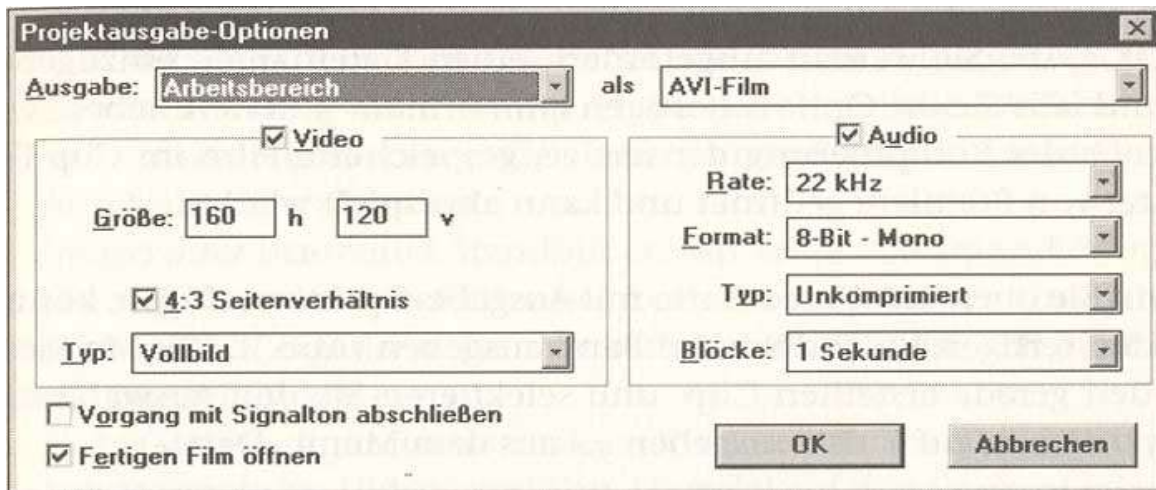 Projektausgabe-Optionen
Ausgabe: Arbeitsbereich als AVI-Film
Video
Größe: 160 h 120 v
4:3 Seitenverhältnis
Typ: Vollbild
Audio
Rate: 22 kHz
Format: 8-Bit - Mono
Typ: Unkomprimiert
Blöcke: 1 Sekunde
Vorgang mit Signalton abschließen
Fertigen Film öffnen
OK Abbrechen